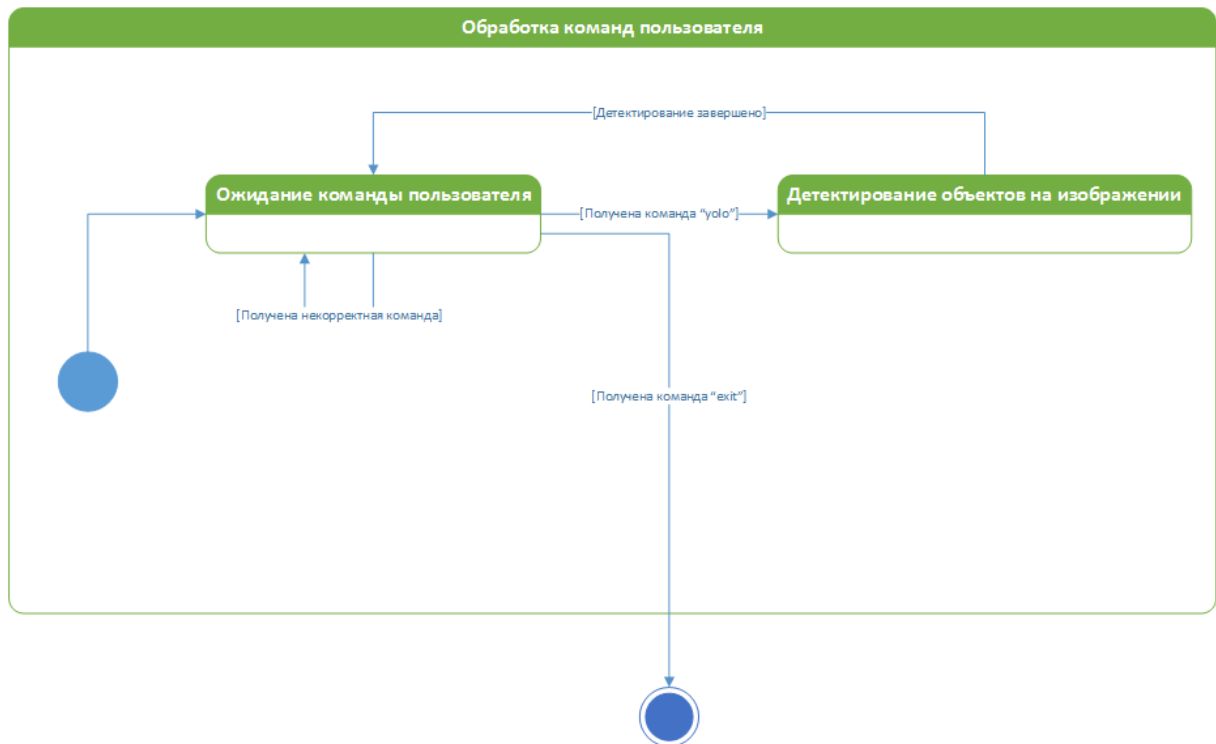 Обработка команд пользователя
[Детектирование завершено]
Ожидание команды пользователя
[Получена команда “yolo”]
Детектирование объектов на изображении
[Получена некорректная команда]
[Получена команда “exit”]